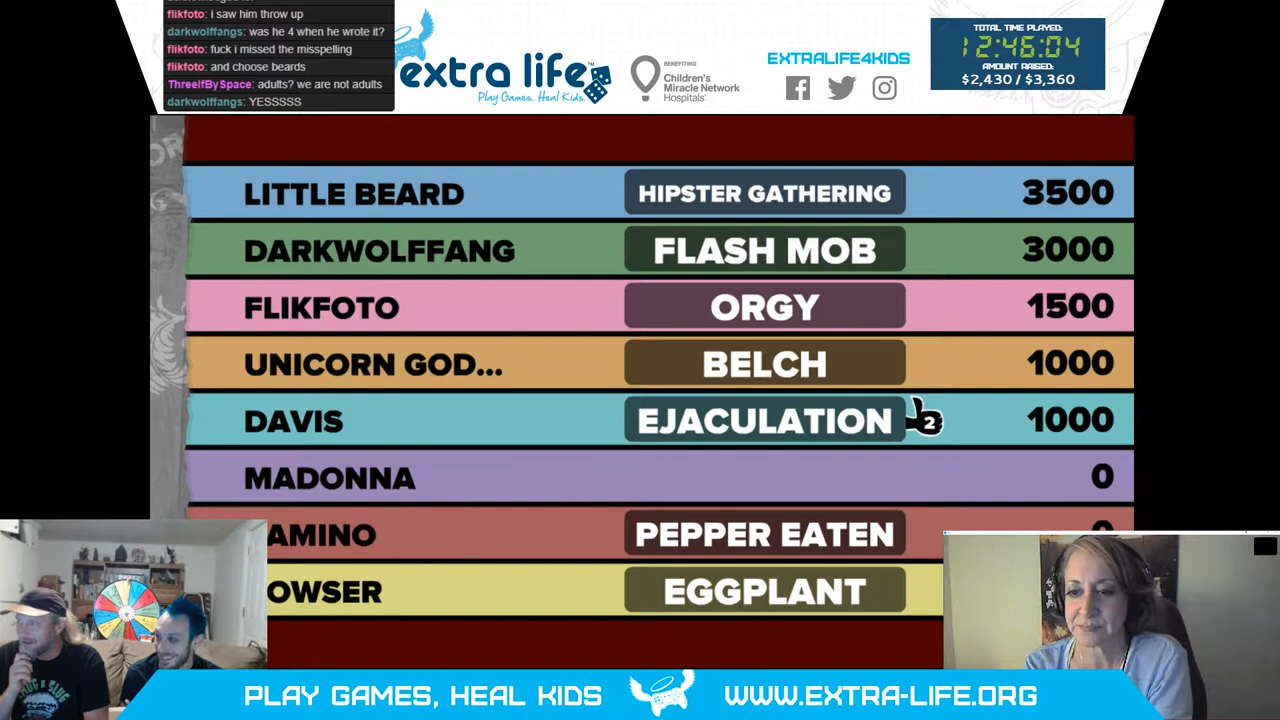 flikfoto: i saw him throw up
darkwolffangs: was he 4 when he wrote it?
flikfoto: fuck i missed the misspelling
flikfoto: and choose beards
ThreelfBySpace: adults? we are not adults
darkwolffangs: YESSSSS
extra life
Play Games. Heal Kids.
BENEFITING
Children's
Miracle Network
Hospitals
EXTRALIFE4KIDS
TOTAL TIME PLAYED:
12:46:04
AMOUNT RAISED:
$2,430 / $3,360
LITTLE BEARD HIPSTER GATHERING 3500
DARKWOLFFANG FLASH MOB 3000
FLIKFOTO ORGY 1500
UNICORN GOD... BELCH 1000
DAVIS EJACULATION 2 1000
MADONNA 0
AMINO PEPPER EATEN
OWSER EGGPLANT
PLAY GAMES, HEAL KIDS WWW.EXTRA-LIFE.ORG